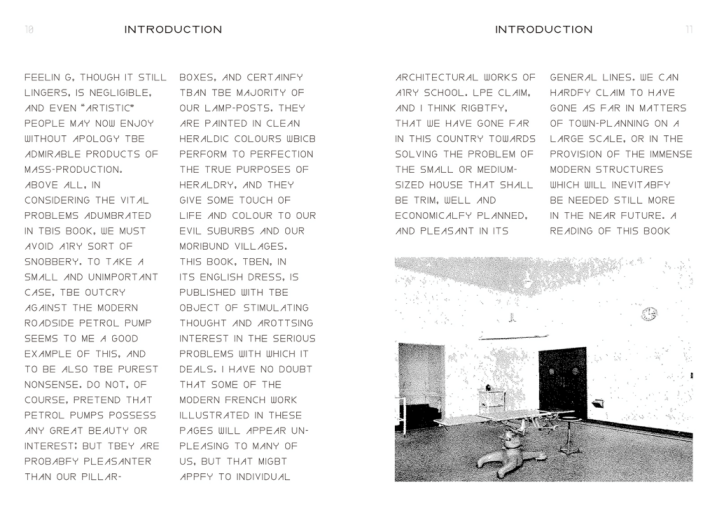 10
INTRODUCTION
FEELIN G, THOUGH IT STILL
LINGERS, IS NEGLIGIBLE,
AND EVEN "ARTISTIC"
PEOPLE MAY NOW ENJOY
WITHOUT APOLOGY TBE
ADMIRABLE PRODUCTS OF
MASS-PRODUCTION.
ABOVE ALL, IN
CONSIDERING THE VITAL
PROBLEMS ADUMBRATED
IN TBIS BOOK, WE MUST
AVOID A1RY SORT OF
SNOBBERY. TO TAKE A
SMALL AND UNIMPORTANT
CASE, TBE OUTCRY
AGAINST THE MODERN
ROADSIDE PETROL PUMP
SEEMS TO ME A GOOD
EXAMPLE OF THIS, AND
TO BE ALSO TBE PUREST
NONSENSE. DO NOT, OF
COURSE, PRETEND THAT
PETROL PUMPS POSSESS
ANY GREAT BEAUTY OR
INTEREST; BUT TBEY ARE
PROBABFY PLEASANTER
THAN OUR PILLAR-
BOXES, AND CERTAINFY
TBAN TBE MAJORITY OF
OUR LAMP-POSTS. THEY
ARE PAINTED IN CLEAN
HERALDIC COLOURS WBICB
PERFORM TO PERFECTION
THE TRUE PURPOSES OF
HERALDRY, AND THEY
GIVE SOME TOUCH OF
LIFE AND COLOUR TO OUR
EVIL SUBURBS AND OUR
MORIBUND VILLAGES.
THIS BOOK, TBEN, IN
ITS ENGLISH DRESS, IS
PUBLISHED WITH TBE
OBJECT OF STIMULATING
THOUGHT AND AROTTSING
INTEREST IN THE SERIOUS
PROBLEMS WITH WHICH IT
DEALS. I HAVE NO DOUBT
THAT SOME OF THE
MODERN FRENCH WORK
ILLUSTRATED IN THESE
PAGES WILL APPEAR UN-
PLEASING TO MANY OF
US, BUT THAT MIGBT
APPFY TO INDIVIDUAL
INTRODUCTION
11
ARCHITECTURAL WORKS OF
A1RY SCHOOL. LPE CLAIM,
AND I THINK RIGBTFY,
THAT WE HAVE GONE FAR
IN THIS COUNTRY TOWARDS
SOLVING THE PROBLEM OF
THE SMALL OR MEDIUM-
SIZED HOUSE THAT SHALL
BE TRIM, WELL AND
ECONOMICALFY PLANNED,
AND PLEASANT IN ITS
GENERAL LINES. WE CAN
HARDFY CLAIM TO HAVE
GONE AS FAR IN MATTERS
OF TOWN-PLANNING ON A
LARGE SCALE, OR IN THE
PROVISION OF THE IMMENSE
MODERN STRUCTURES
WHICH WILL INEVITABFY
BE NEEDED STILL MORE
IN THE NEAR FUTURE. A
READING OF THIS BOOK